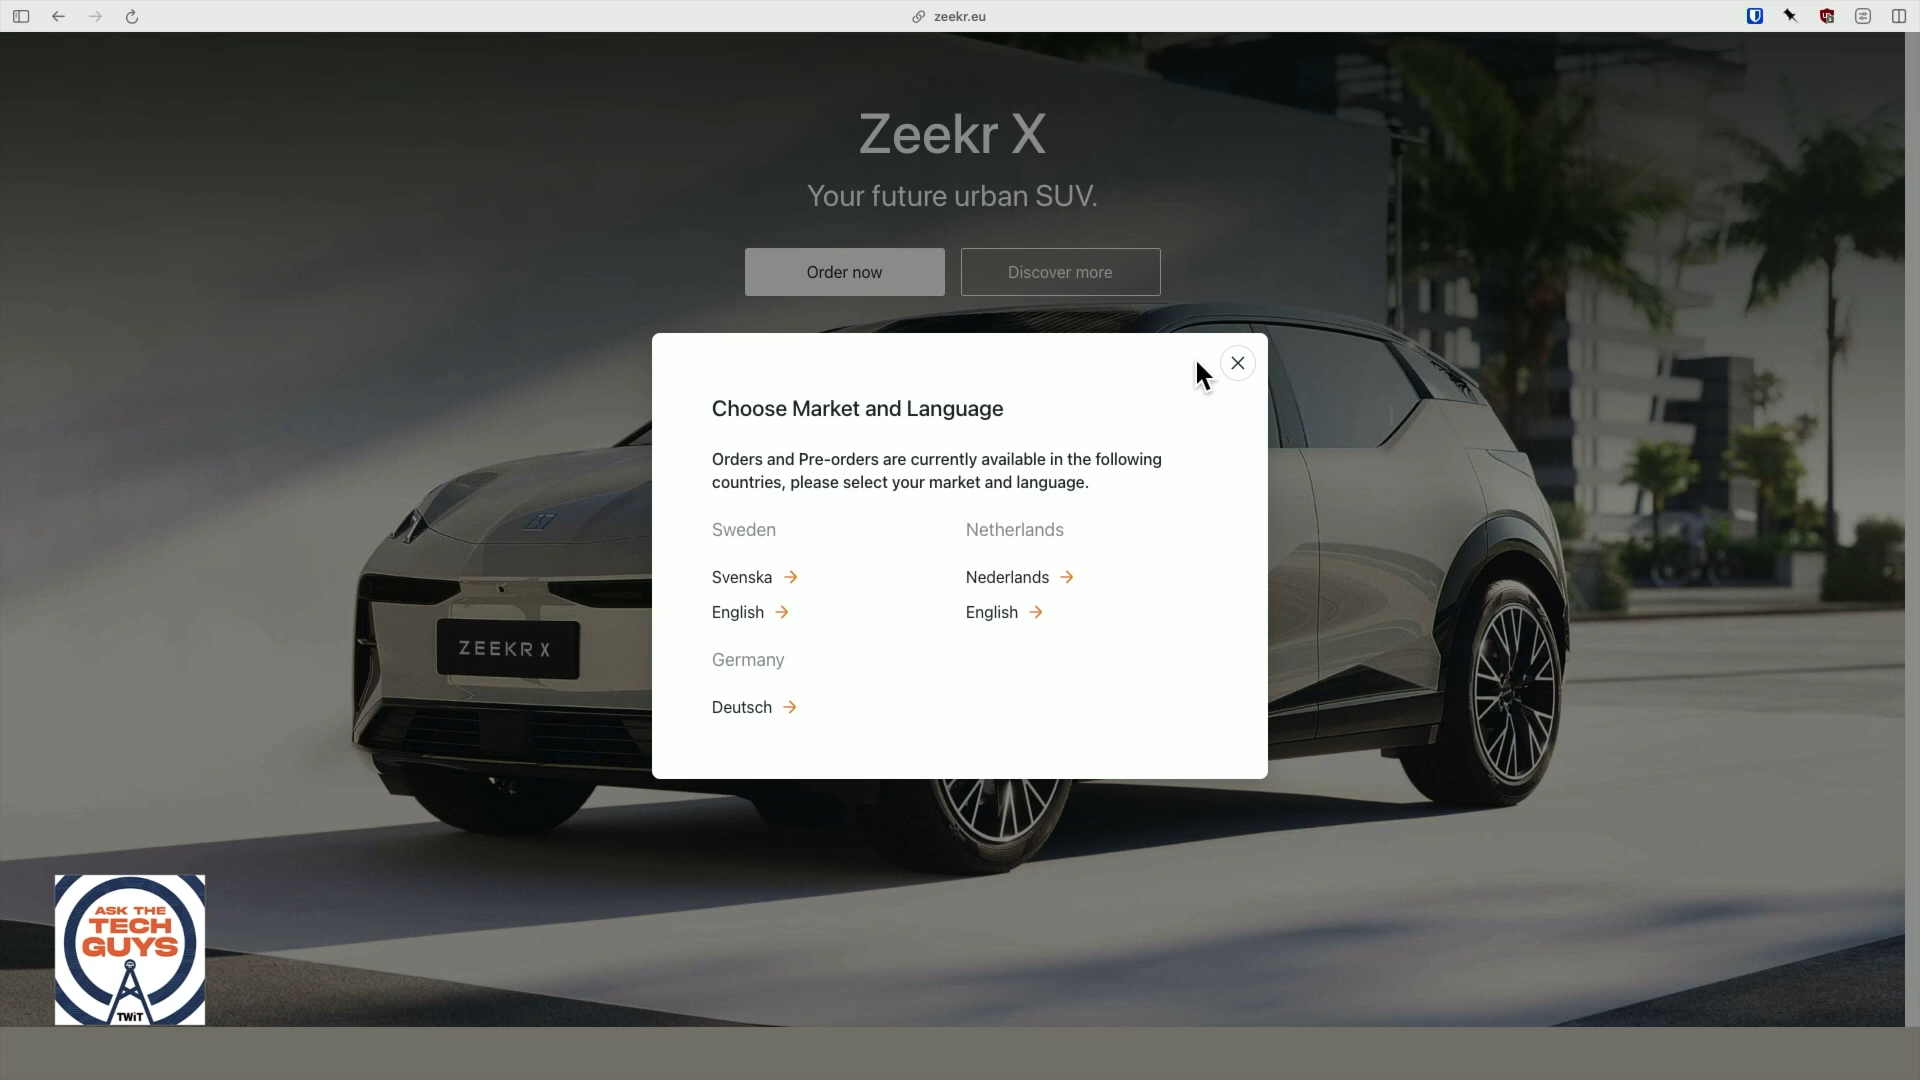 zeekr.eu
Zeekr X
Your future urban SUV.
Order now
Discover more
Choose Market and Language
Orders and Pre-orders are currently available in the following
countries, please select your market and language.
Sweden
Netherlands
Svenska
Nederlands
English
English
Germany
Deutsch
ZEEKR X
ASK THE
TECH
GUYS
TWiT